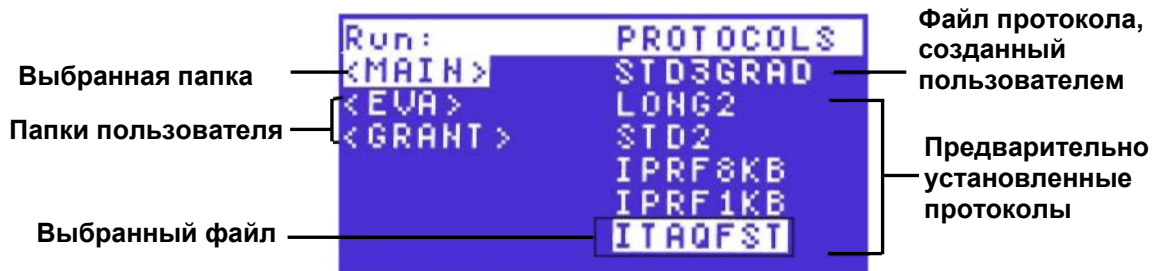 Выбранная папка
Папки пользователя
Выбранный файл
Run: PROTOCOLS
<MAIN> STD3GRAD
<EVA> LONG2
<GRANT> STD2
IPRF8KB
IPRF1KB
ITAQFST
Файл протокола,
созданный
пользователем
Предварительно
установленные
протоколы